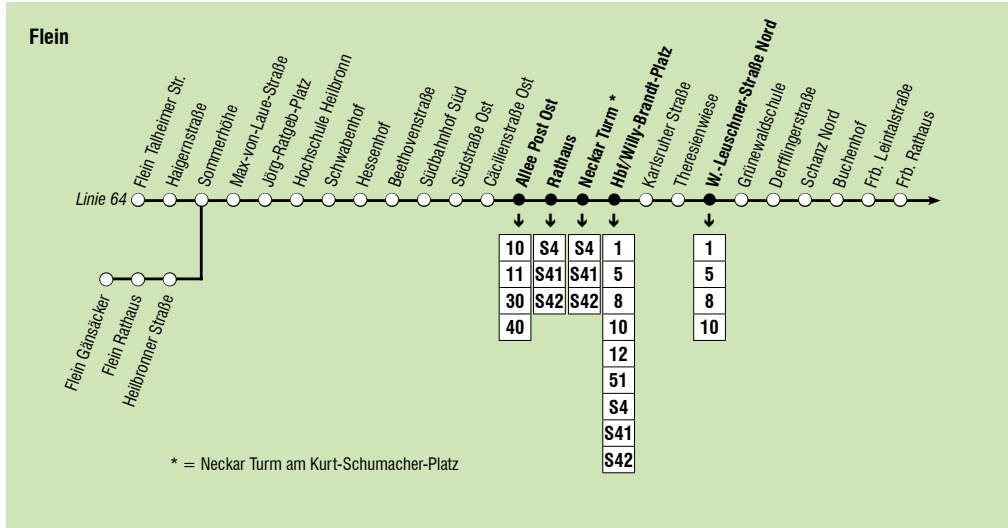 Flein
Linie 64
Flein Talheimer Str.
Haigernstraße
Sommerhöhe
Max-von-Laue-Straße
Jörg-Ratgeb-Platz
Hochschule Heilbronn
Schwabenhof
Hessenhof
Beethovenstraße
Südbahnhof Süd
Südstraße Ost
Cäcilienstraße Ost
Allee Post Ost
Rathaus
Neckar Turm *
Hbf/Willy-Brandt-Platz
Karlsruher Straße
Theresienwiese
W.-Leuschner-Straße Nord
Grünewaldschule
Derfflingerstraße
Schanz Nord
Buchenhof
Frb. Leintalstraße
Frb. Rathaus
Flein Gänsäcker
Flein Rathaus
Heilbronner Straße
10
11
30
40
S4
S41
S42
S4
S41
S42
1
5
8
10
12
51
S4
S41
S42
1
5
8
10
* = Neckar Turm am Kurt-Schumacher-Platz